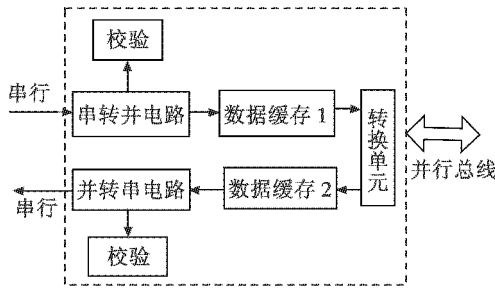 校验
串行
串转并电路
数据缓存1
转换单元
并行总线
并转串电路
数据缓存2
串行
校验